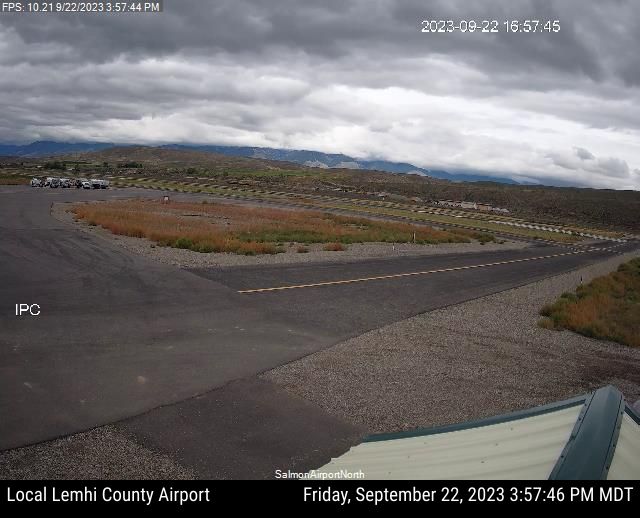 FPS: 10.21 9/22/2023 3:57:44 PM
2023-09-22 16:57:45
IPC
SalmonAirportNorth
Local Lemhi County Airport Friday, September 22, 2023 3:57:46 PM MDT